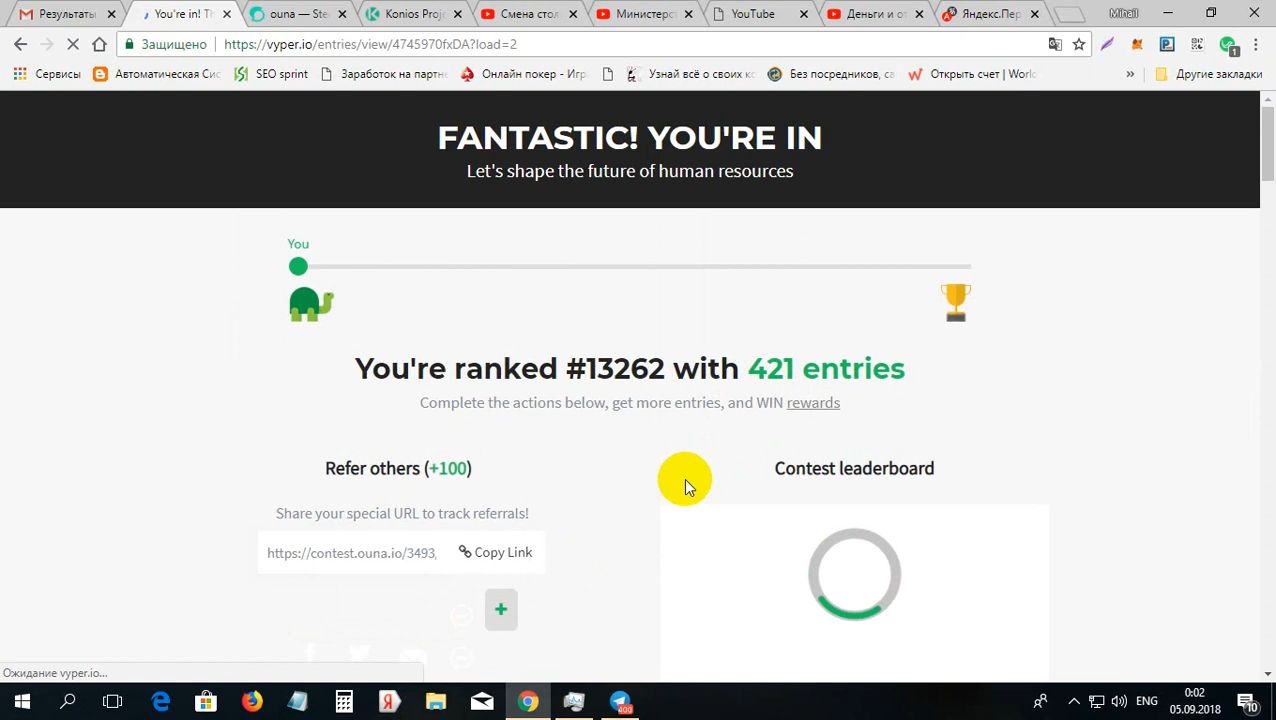 Результаты
You're in! Th
ouna — Ste
Konios Proj
Смена стол
Министерс
YouTube
Деньги и от
Яндекс.Пер
Mihail
Защищено
https://vyper.io/entries/view/4745970fxDA?load=2
1
Сервисы
Автоматическая Сис
SEO sprint
Заработок на партне
Онлайн покер - Игр
Узнай всё о своих ко
Без посредников, са
Открыть счет | World
»
Другие закладки
FANTASTIC! YOU'RE IN
Let's shape the future of human resources
You
You're ranked #13262 with 421 entries
Complete the actions below, get more entries, and WIN rewards
Refer others (+100)
Contest leaderboard
Share your special URL to track referrals!
https://contest.ouna.io/3493
Copy Link
+
Ожидание vyper.io...
400
ENG
0:02
05.09.2018
10